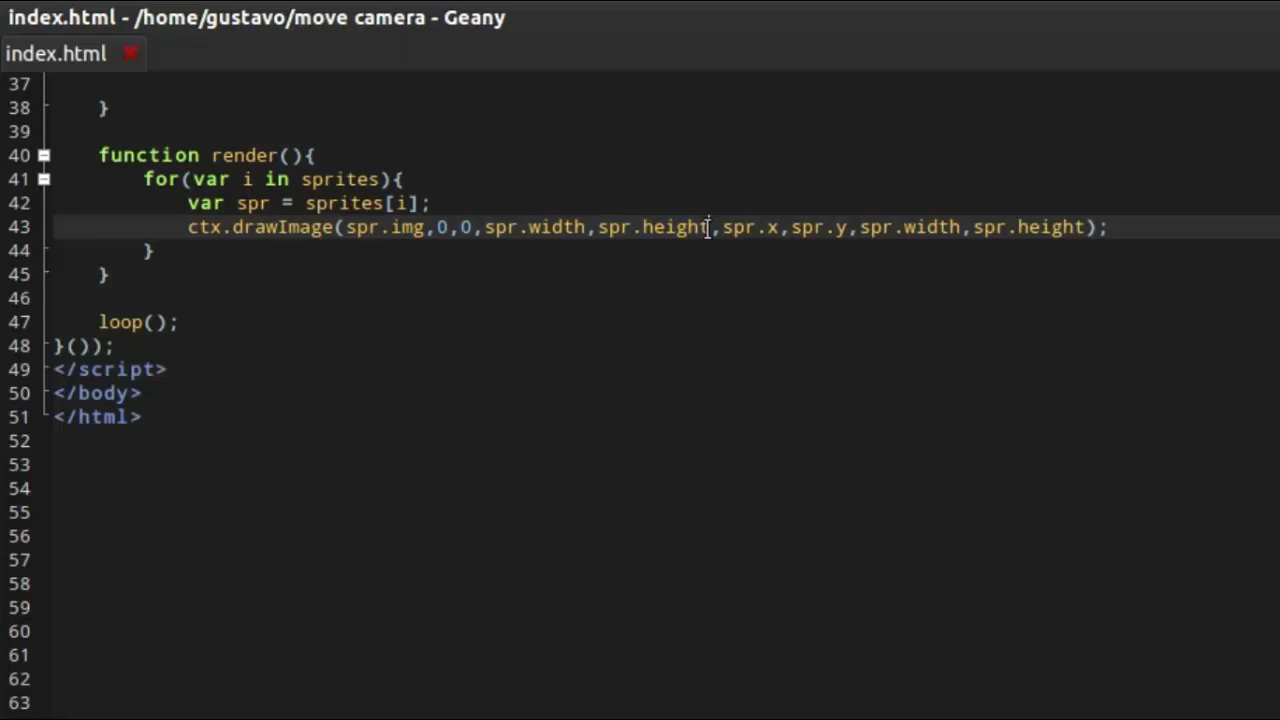 index.html - /home/gustavo/move camera - Geany
index.html
37
38 }
39
40 function render(){
41 for(var i in sprites){
42 var spr = sprites[i];
43 ctx.drawImage(spr.img,0,0,spr.width,spr.height,spr.x,spr.y,spr.width,spr.height);
44 }
45 }
46
47 loop();
48 }());
49 </script>
50 </body>
51 </html>
52
53
54
55
56
57
58
59
60
61
62
63